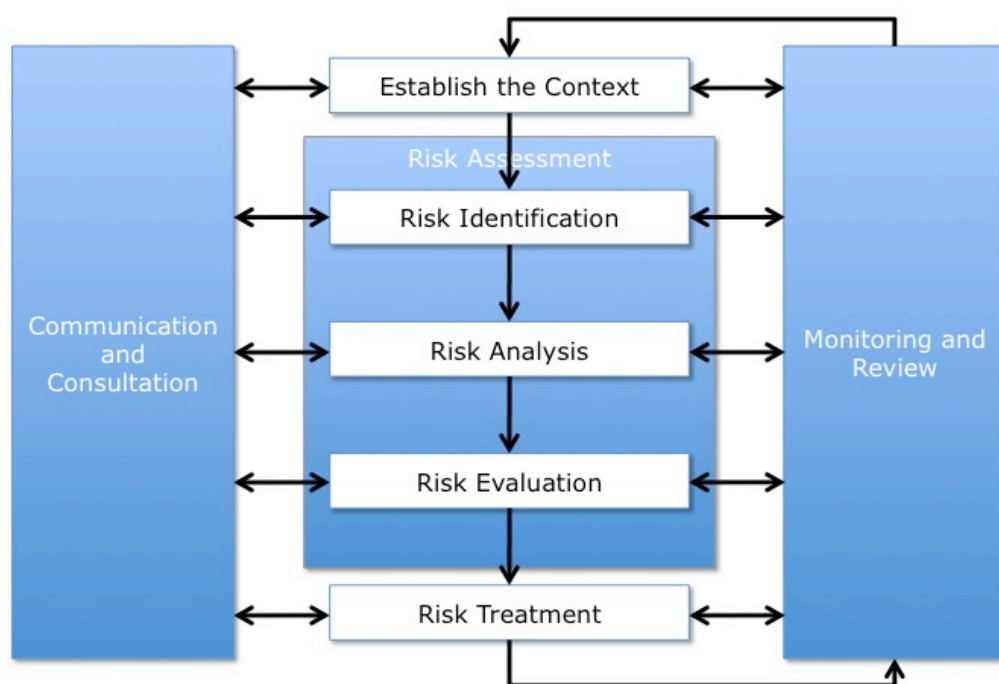 Establish the Context
Risk Assessment
Risk Identification
Communication
and
Consultation
Risk Analysis
Monitoring and
Review
Risk Evaluation
Risk Treatment